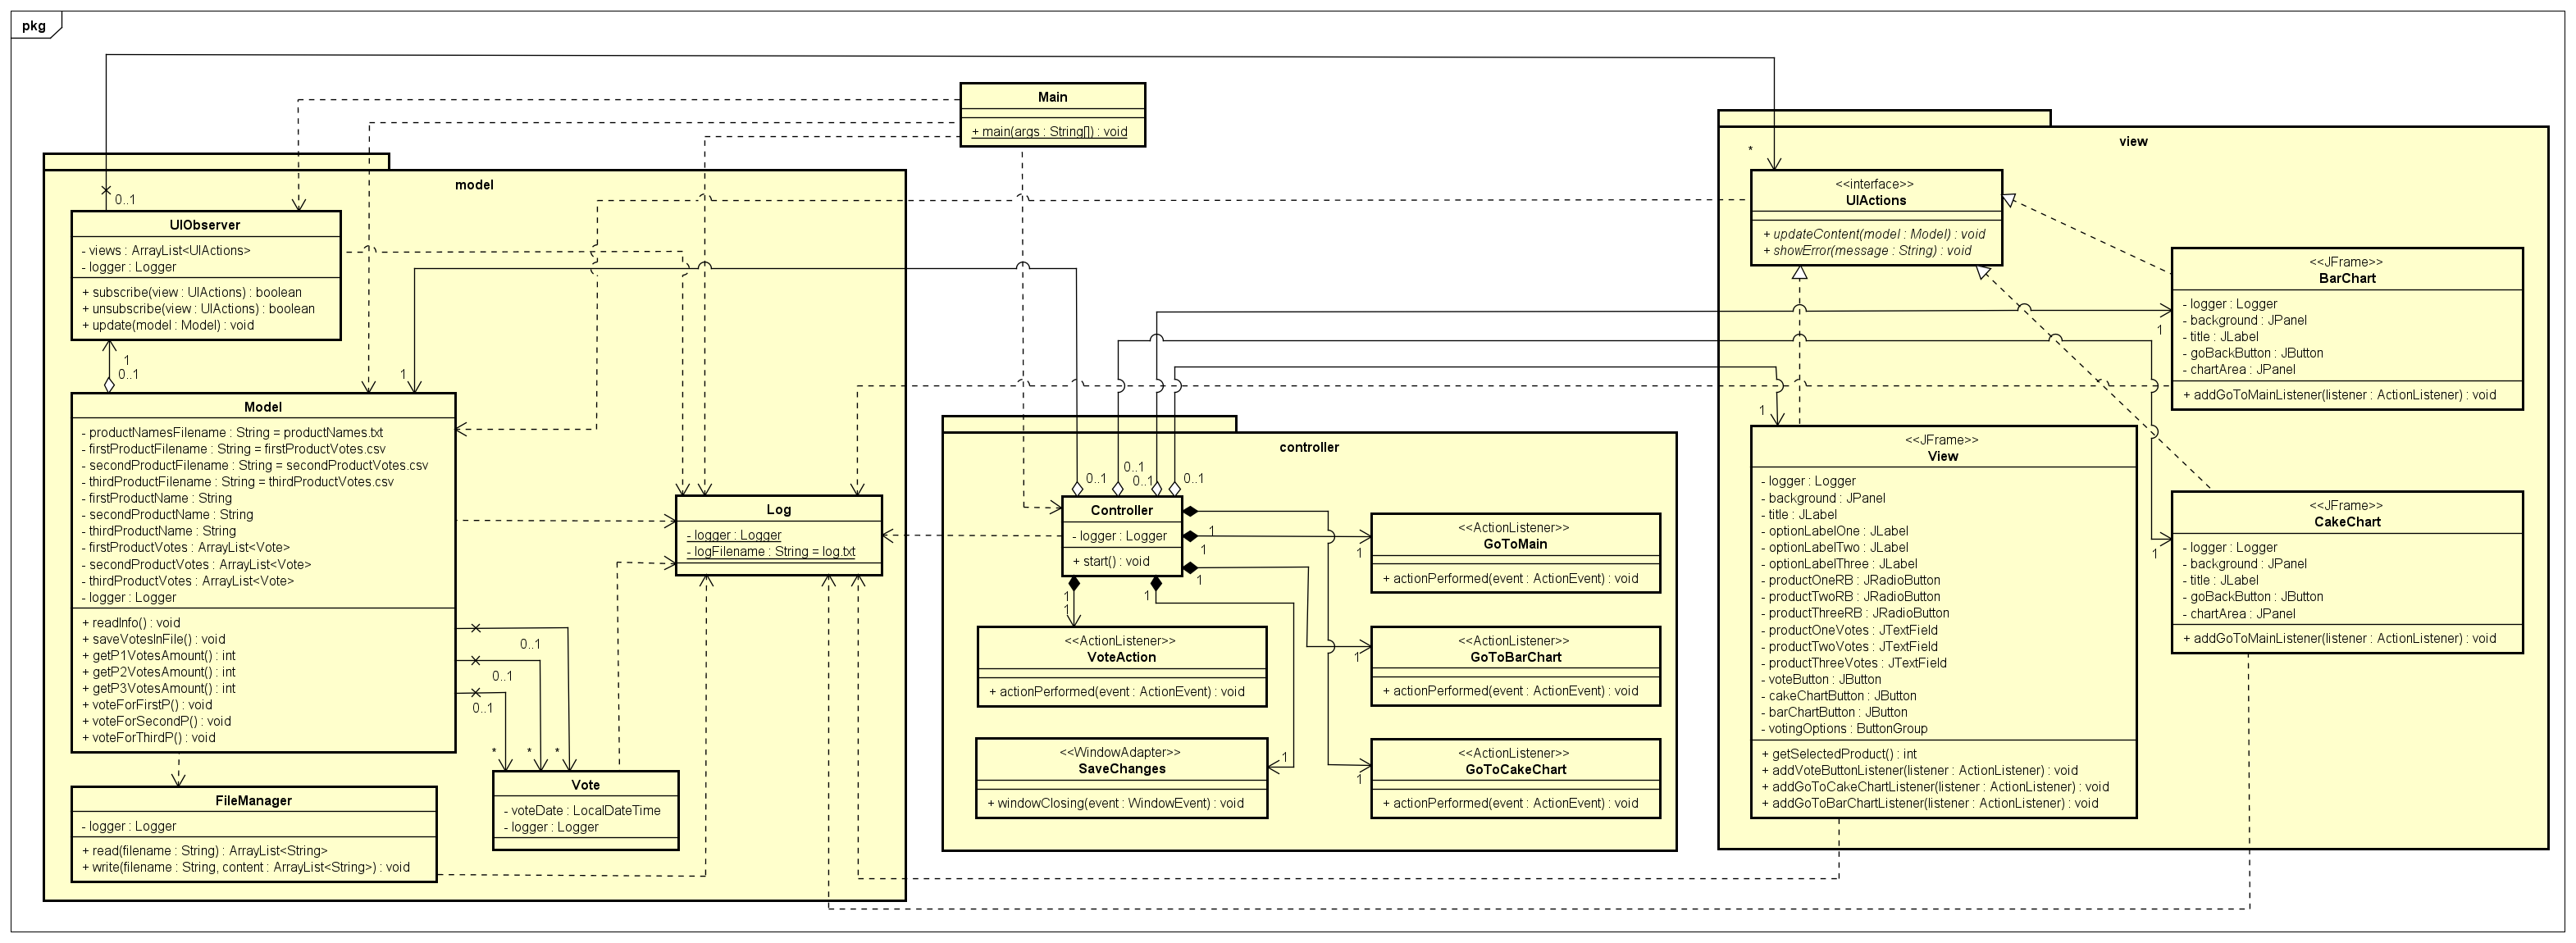 pkg
Main
+ main(args : String[]) : void
model
0..1
UIObserver
- views : ArrayList<UIActions>
- logger : Logger
+ subscribe(view : UIActions) : boolean
+ unsubscribe(view : UIActions) : boolean
+ update(model : Model) : void
1
0..1
1
Model
- productNamesFilename : String = productNames.txt
- firstProductFilename : String = firstProductVotes.csv
- secondProductFilename : String = secondProductVotes.csv
- thirdProductFilename : String = thirdProductVotes.csv
- firstProductName : String
- secondProductName : String
- thirdProductName : String
- firstProductVotes : ArrayList<Vote>
- secondProductVotes : ArrayList<Vote>
- thirdProductVotes : ArrayList<Vote>
- logger : Logger
+ readInfo() : void
+ saveVotesInFile() : void
+ getP1VotesAmount() : int
+ getP2VotesAmount() : int
+ getP3VotesAmount() : int
+ voteForFirstP() : void
+ voteForSecondP() : void
+ voteForThirdP() : void
0..1
0..1
0..1
* * *
Log
- logger : Logger
- logFilename : String = log.txt
Vote
- voteDate : LocalDateTime
- logger : Logger
FileManager
- logger : Logger
+ read(filename : String) : ArrayList<String>
+ write(filename : String, content : ArrayList<String>) : void
controller
0..1
0..1
0..1
0..1
Controller
- logger : Logger
+ start() : void
1
1
1
1
1
1
<<ActionListener>>
GoToMain
+ actionPerformed(event : ActionEvent) : void
1
<<ActionListener>>
VoteAction
+ actionPerformed(event : ActionEvent) : void
1
<<ActionListener>>
GoToBarChart
+ actionPerformed(event : ActionEvent) : void
1
<<WindowAdapter>>
SaveChanges
+ windowClosing(event : WindowEvent) : void
1
<<ActionListener>>
GoToCakeChart
+ actionPerformed(event : ActionEvent) : void
view
*
<<interface>>
UIActions
+ updateContent(model : Model) : void
+ showError(message : String) : void
1
<<JFrame>>
BarChart
- logger : Logger
- background : JPanel
- title : JLabel
- goBackButton : JButton
- chartArea : JPanel
+ addGoToMainListener(listener : ActionListener) : void
1
<<JFrame>>
View
- logger : Logger
- background : JPanel
- title : JLabel
- optionLabelOne : JLabel
- optionLabelTwo : JLabel
- optionLabelThree : JLabel
- productOneRB : JRadioButton
- productTwoRB : JRadioButton
- productThreeRB : JRadioButton
- productOneVotes : JTextField
- productTwoVotes : JTextField
- productThreeVotes : JTextField
- voteButton : JButton
- cakeChartButton : JButton
- barChartButton : JButton
- votingOptions : ButtonGroup
+ getSelectedProduct() : int
+ addVoteButtonListener(listener : ActionListener) : void
+ addGoToCakeChartListener(listener : ActionListener) : void
+ addGoToBarChartListener(listener : ActionListener) : void
1
<<JFrame>>
CakeChart
- logger : Logger
- background : JPanel
- title : JLabel
- goBackButton : JButton
- chartArea : JPanel
+ addGoToMainListener(listener : ActionListener) : void